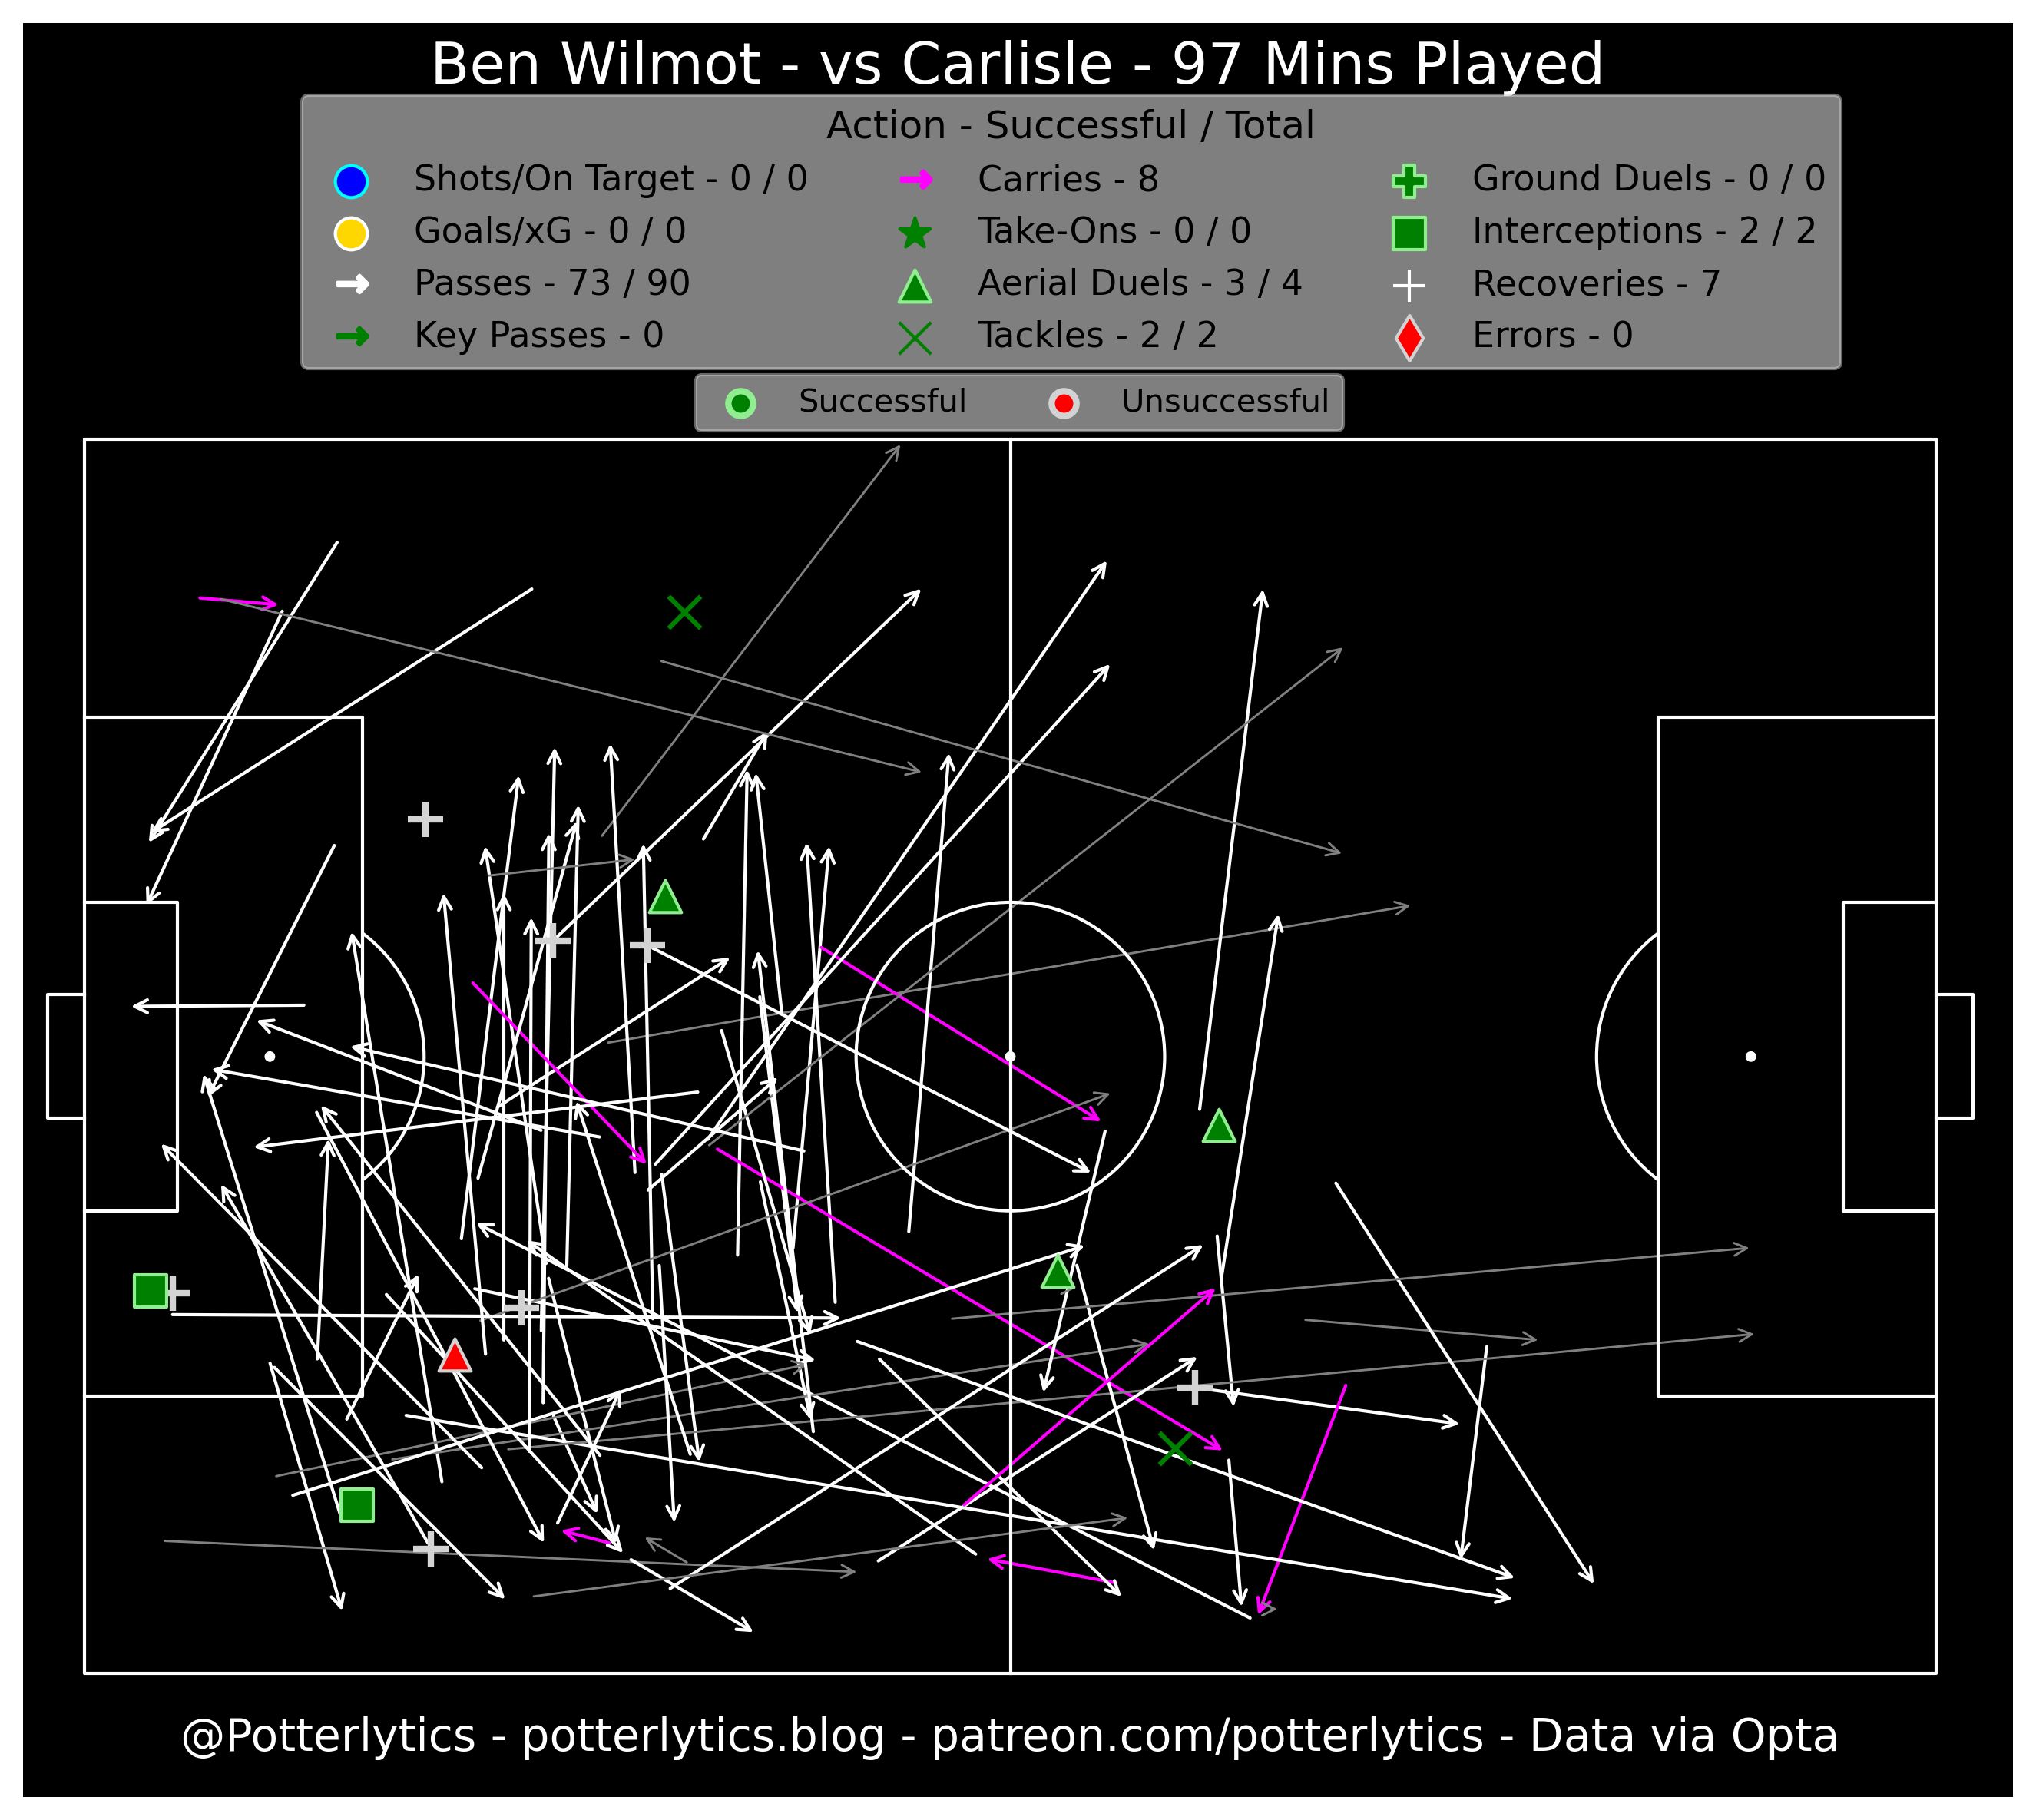 Ben Wilmot - vs Carlisle - 97 Mins Played
Action - Successful / Total
Shots/On Target - 0 / 0
Goals/xG - 0 / 0
Passes - 73 / 90
Key Passes - 0
Carries - 8
Take-Ons - 0 / 0
Aerial Duels - 3 / 4
Tackles - 2 / 2
Ground Duels - 0 / 0
Interceptions - 2 / 2
Recoveries - 7
Errors - 0
Successful
Unsuccessful
@Potterlytics - potterlytics.blog - patreon.com/potterlytics - Data via Opta